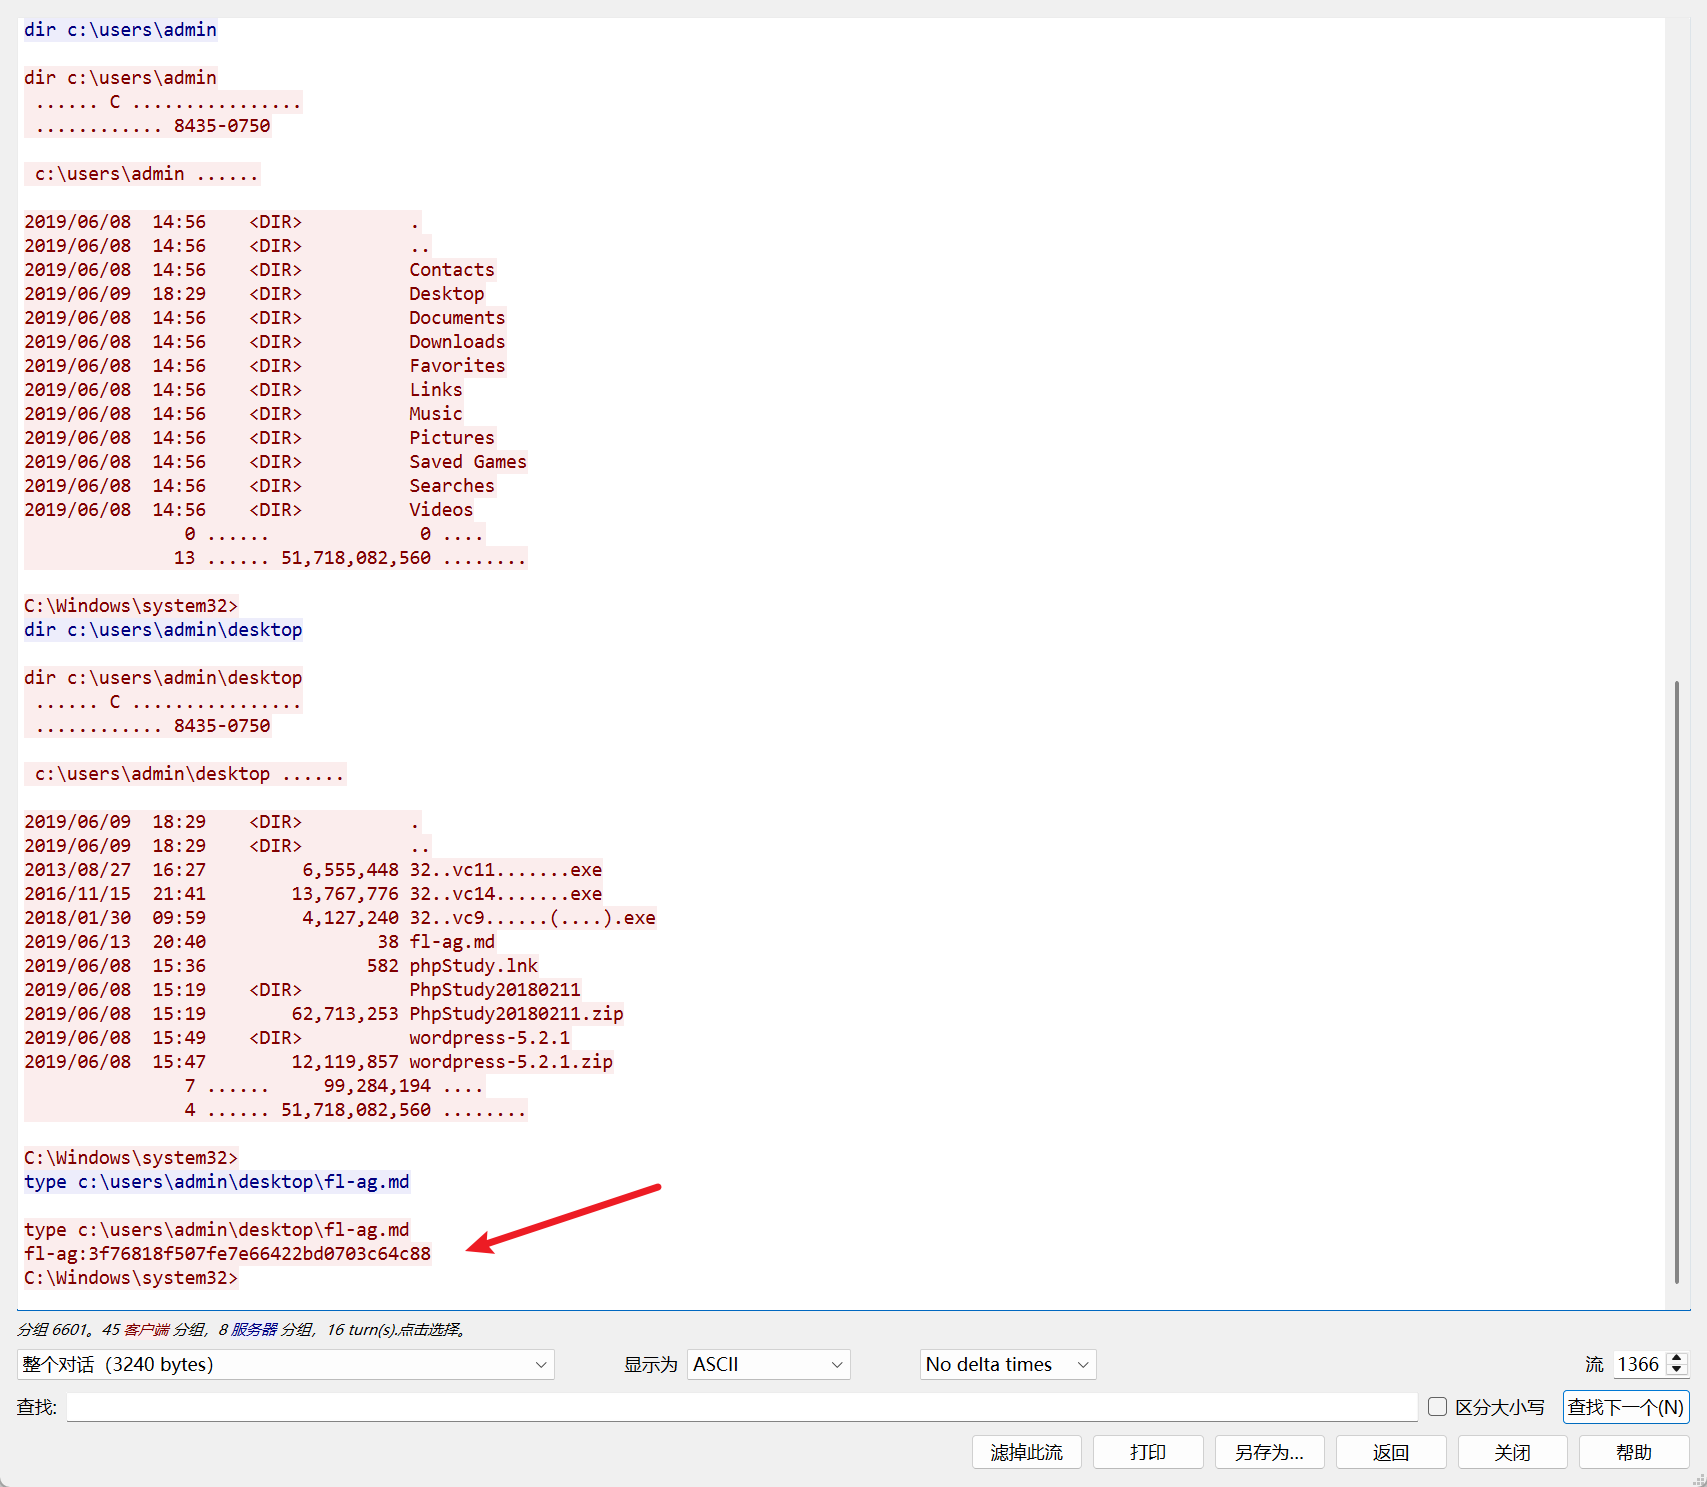 dir c:\users\admin
dir c:\users\admin
...... C ................
............ 8435-0750
c:\users\admin ......
2019/06/08  14:56    <DIR>          .
2019/06/08  14:56    <DIR>          ..
2019/06/08  14:56    <DIR>          Contacts
2019/06/09  18:29    <DIR>          Desktop
2019/06/08  14:56    <DIR>          Documents
2019/06/08  14:56    <DIR>          Downloads
2019/06/08  14:56    <DIR>          Favorites
2019/06/08  14:56    <DIR>          Links
2019/06/08  14:56    <DIR>          Music
2019/06/08  14:56    <DIR>          Pictures
2019/06/08  14:56    <DIR>          Saved Games
2019/06/08  14:56    <DIR>          Searches
2019/06/08  14:56    <DIR>          Videos
0 ......              0 ....
13 ...... 51,718,082,560 ........
C:\Windows\system32>
dir c:\users\admin\desktop
dir c:\users\admin\desktop
...... C ................
............ 8435-0750
c:\users\admin\desktop ......
2019/06/09  18:29    <DIR>          .
2019/06/09  18:29    <DIR>          ..
2013/08/27  16:27         6,555,448 32..vc11.......exe
2016/11/15  21:41        13,767,776 32..vc14.......exe
2018/01/30  09:59         4,127,240 32..vc9......(....).exe
2019/06/13  20:40                38 fl-ag.md
2019/06/08  15:36               582 phpStudy.lnk
2019/06/08  15:19    <DIR>          PhpStudy20180211
2019/06/08  15:19        62,713,253 PhpStudy20180211.zip
2019/06/08  15:49    <DIR>          wordpress-5.2.1
2019/06/08  15:47        12,119,857 wordpress-5.2.1.zip
7 ......     99,284,194 ....
4 ...... 51,718,082,560 ........
C:\Windows\system32>
type c:\users\admin\desktop\fl-ag.md
type c:\users\admin\desktop\fl-ag.md
fl-ag:3f76818f507fe7e66422bd0703c64c88
C:\Windows\system32>
分组 6601。45 客户端 分组，8 服务器 分组，16 turn(s).点击选择。
整个对话（3240 bytes） 显示为 ASCII No delta times 流 1366
查找: 区分大小写 查找下一个(N)
滤掉此流 打印 另存为… 返回 关闭 帮助